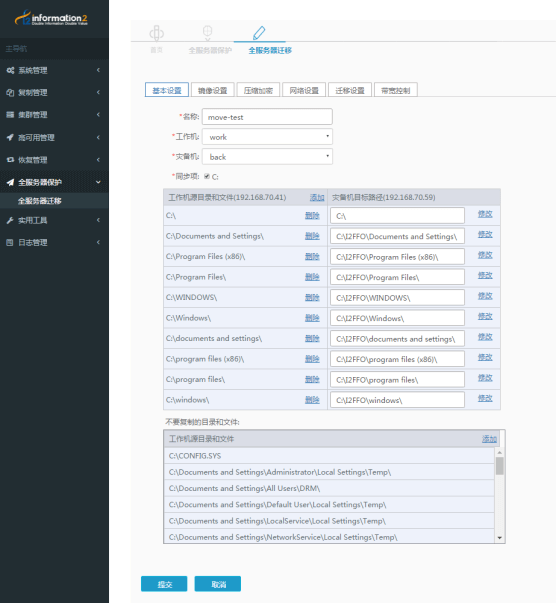 information2
Double Information Double Value
主导航
系统管理
复制管理
集群管理
高可用管理
恢复管理
全服务器保护
全服务器迁移
实用工具
日志管理
首页 全服务器保护 全服务器迁移
基本设置 镜像设置 压缩加密 网络设置 迁移设置 带宽控制
*名称: move-test
*工作机: work
*灾备机: back
*同步项: C:
工作机源目录和文件(192.168.70.41) 添加 灾备机目标路径(192.168.70.59)
C:\ 删除 C:\ 修改
C:\Documents and Settings\ 删除 C:\I2FFO\Documents and Settings\ 修改
C:\Program Files (x86)\ 删除 C:\I2FFO\Program Files (x86)\ 修改
C:\Program Files\ 删除 C:\I2FFO\Program Files\ 修改
C:\WINDOWS\ 删除 C:\I2FFO\WINDOWS\ 修改
C:\Windows\ 删除 C:\I2FFO\Windows\ 修改
C:\documents and settings\ 删除 C:\I2FFO\documents and settings\ 修改
C:\program files (x86)\ 删除 C:\I2FFO\program files (x86)\ 修改
C:\program files\ 删除 C:\I2FFO\program files\ 修改
C:\windows\ 删除 C:\I2FFO\windows\ 修改
不要复制的目录和文件:
工作机源目录和文件 添加
C:\CONFIG.SYS
C:\Documents and Settings\Administrator\Local Settings\Temp\
C:\Documents and Settings\All Users\DRM\
C:\Documents and Settings\Default User\Local Settings\Temp\
C:\Documents and Settings\LocalService\Local Settings\Temp\
C:\Documents and Settings\NetworkService\Local Settings\Temp\
提交 取消